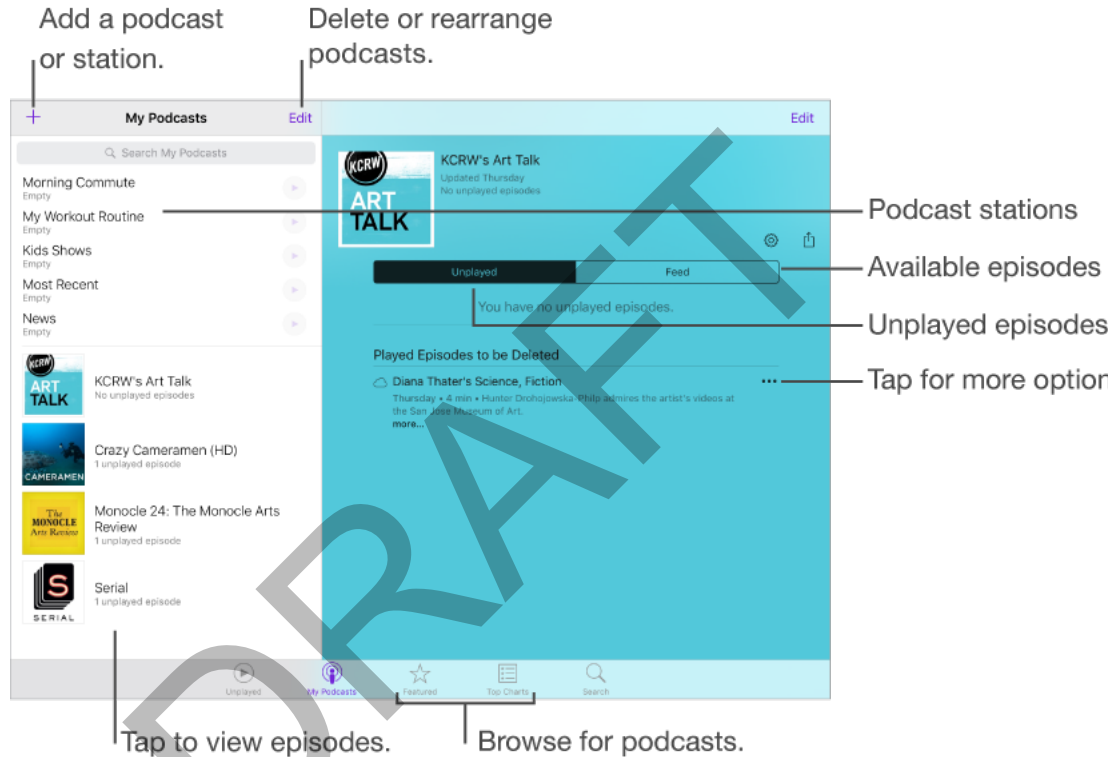 Add a podcast
or station.
Delete or rearrange
podcasts.
+ My Podcasts Edit
Search My Podcasts
Morning Commute
Empty
My Workout Routine
Empty
Kids Shows
Empty
Most Recent
Empty
News
Empty
KCRW
ART
TALK
KCRW's Art Talk
No unplayed episodes
CAMERAMEN
Crazy Cameramen (HD)
1 unplayed episode
The
MONOCLE
Arts Review
Monocle 24: The Monocle Arts
Review
1 unplayed episode
S
SERIAL
Serial
1 unplayed episode
Edit
KCRW
ART
TALK
KCRW's Art Talk
Updated Thursday
No unplayed episodes
Unplayed Feed
You have no unplayed episodes.
Played Episodes to be Deleted
Diana Thater's Science, Fiction
Thursday • 4 min • Hunter Drohojowska-Philp admires the artist's videos at
the San Jose Museum of Art.
more...
Podcast stations
Available episodes
Unplayed episodes
Tap for more option
Unplayed My Podcasts Featured Top Charts Search
Tap to view episodes.
Browse for podcasts.
DRAFT